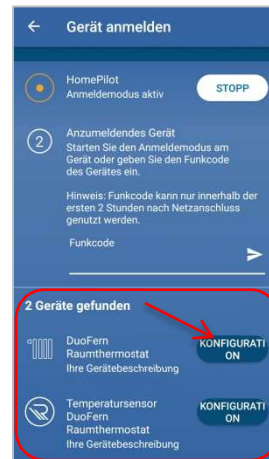 Gerät anmelden
HomePilot
Anmeldemodus aktiv
STOPP
2
Anzumeldendes Gerät
Starten Sie den Anmeldemodus am
Gerät oder geben Sie den Funkcode
des Gerätes ein.
Hinweis: Funkcode kann nur innerhalb der
ersten 2 Stunden nach Netzanschluss
genutzt werden.
Funkcode
2 Geräte gefunden
DuoFern
Raumthermostat
Ihre Gerätebeschreibung
KONFIGURATI
ON
Temperatursensor
DuoFern
Raumthermostat
Ihre Gerätebeschreibung
KONFIGURATI
ON